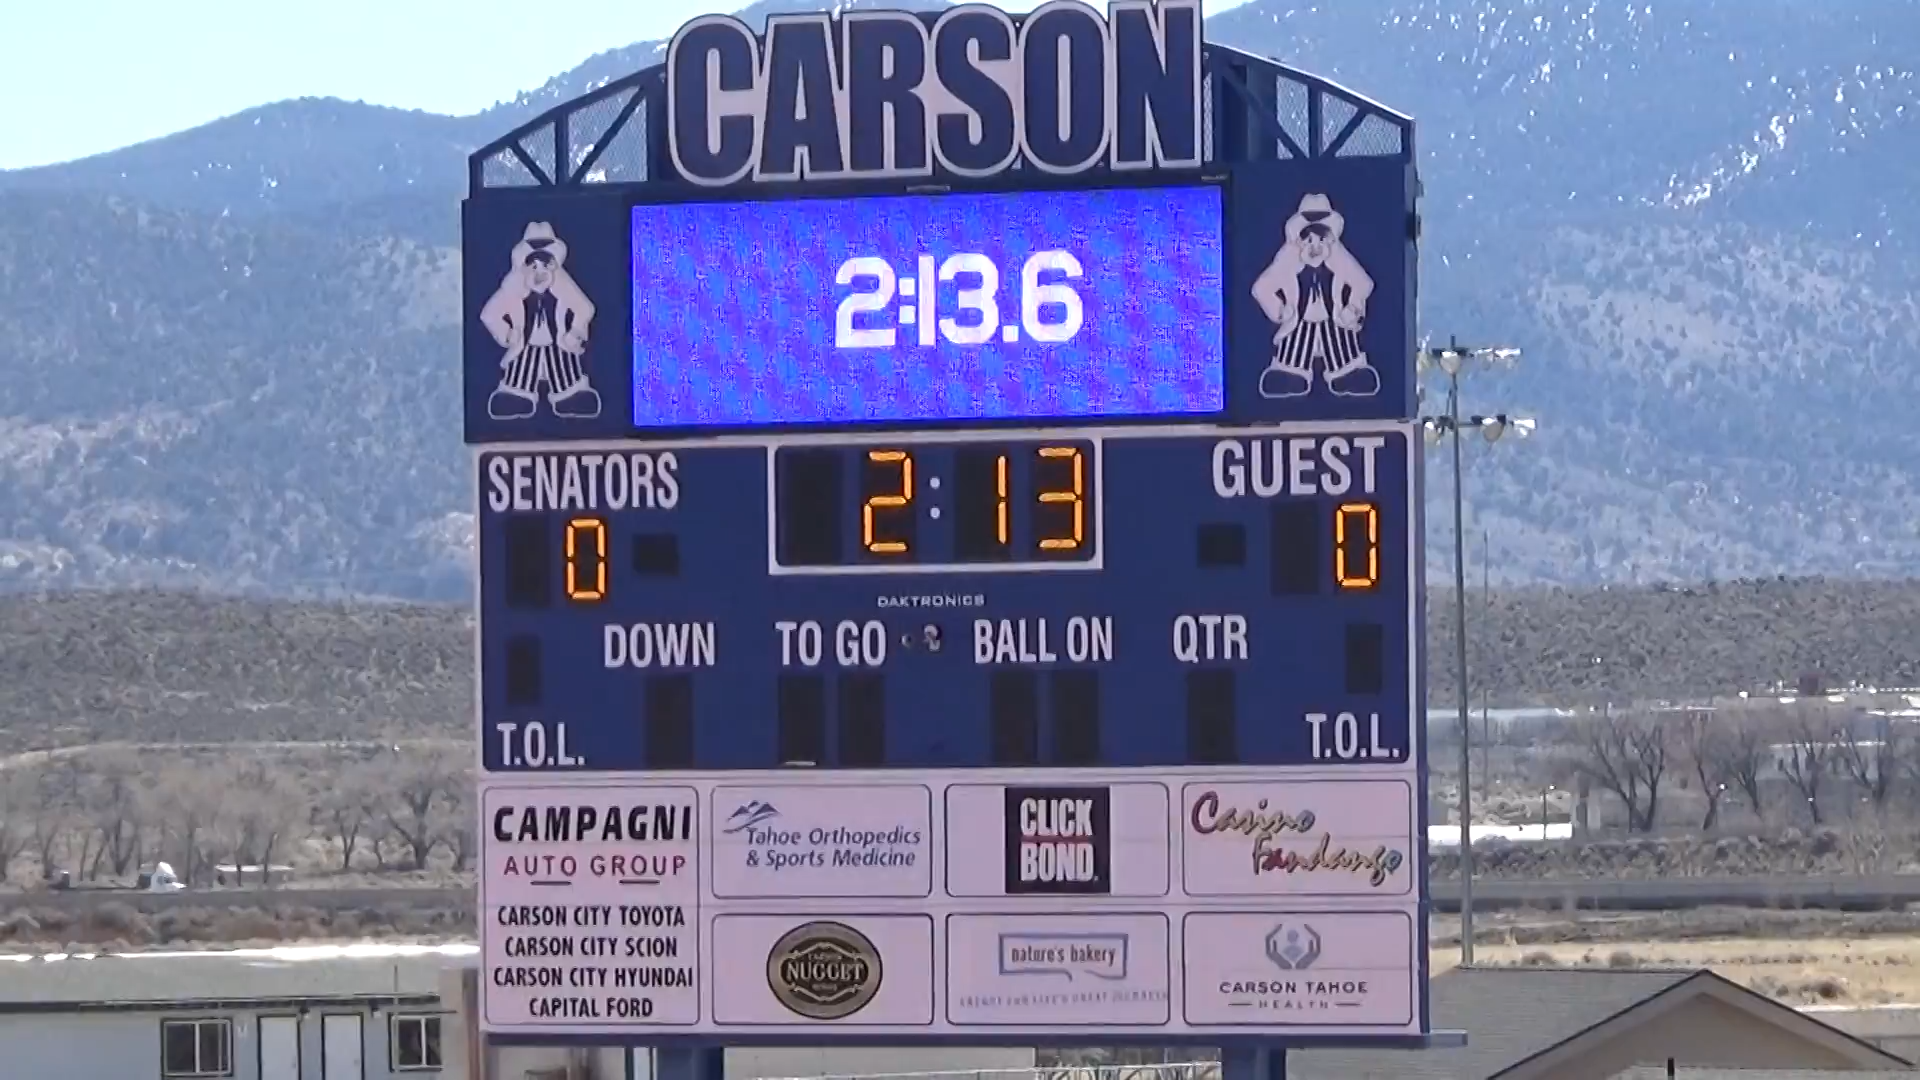 CARSON
2:13.6
SENATORS
2:13
GUEST
0
0
DAKTRONICS
DOWN
TO GO
BALL ON
QTR
T.O.L.
T.O.L.
CAMPAGNI
AUTO GROUP
CARSON CITY TOYOTA
CARSON CITY SCION
CARSON CITY HYUNDAI
CAPITAL FORD
Tahoe Orthopedics
& Sports Medicine
CLICK
BOND
Casino
Fandango
CARSON
NUGGET
nature's bakery
CARSON TAHOE
HEALTH